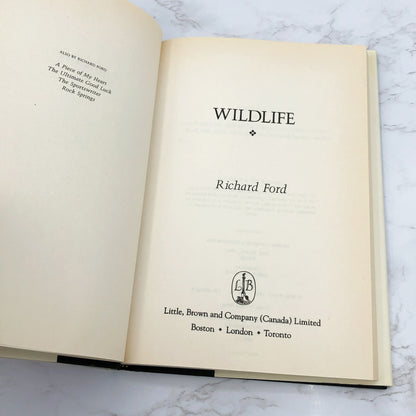 ALSO BY RICHARD FORD
A Piece of My Heart
The Ultimate Good Luck
The Sportswriter
Rock Springs
WILDLIFE
Richard Ford
L B
Little, Brown and Company (Canada) Limited
Boston • London • Toronto